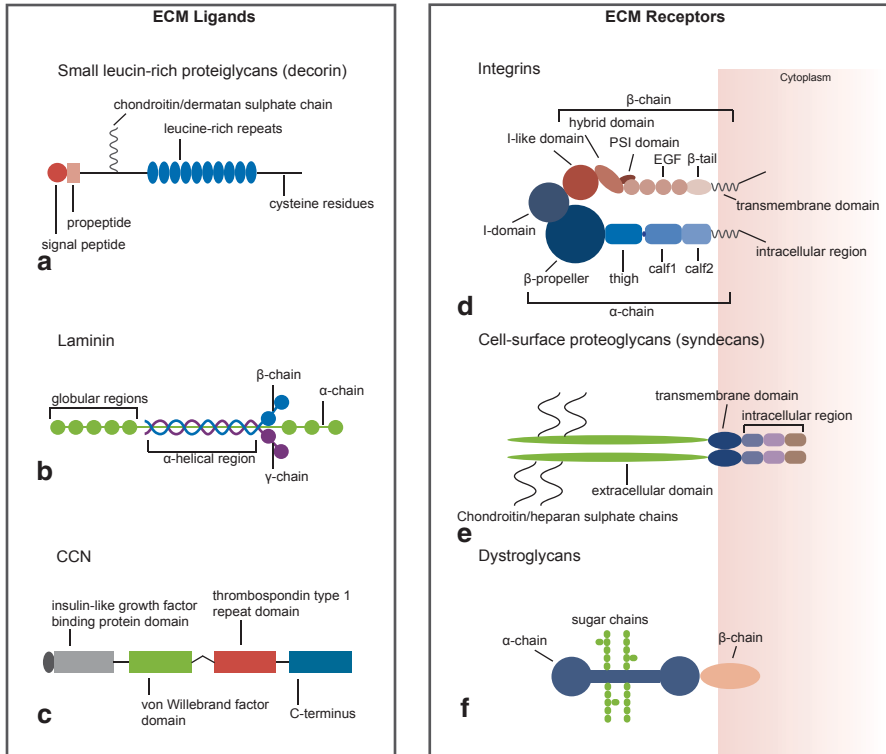 ECM Ligands
Small leucin-rich proteiglycans (decorin)
chondroitin/dermatan sulphate chain
leucine-rich repeats
cysteine residues
propeptide
signal peptide
a
Laminin
β-chain
α-chain
globular regions
α-helical region
γ-chain
b
CCN
insulin-like growth factor
binding protein domain
thrombospondin type 1
repeat domain
von Willebrand factor
domain
C-terminus
c
ECM Receptors
Cytoplasm
Integrins
β-chain
hybrid domain
I-like domain
PSI domain
EGF
β-tail
transmembrane domain
I-domain
intracellular region
β-propeller
thigh
calf1
calf2
α-chain
d
Cell-surface proteoglycans (syndecans)
transmembrane domain
intracellular region
extracellular domain
Chondroitin/heparan sulphate chains
e
Dystroglycans
sugar chains
α-chain
β-chain
f